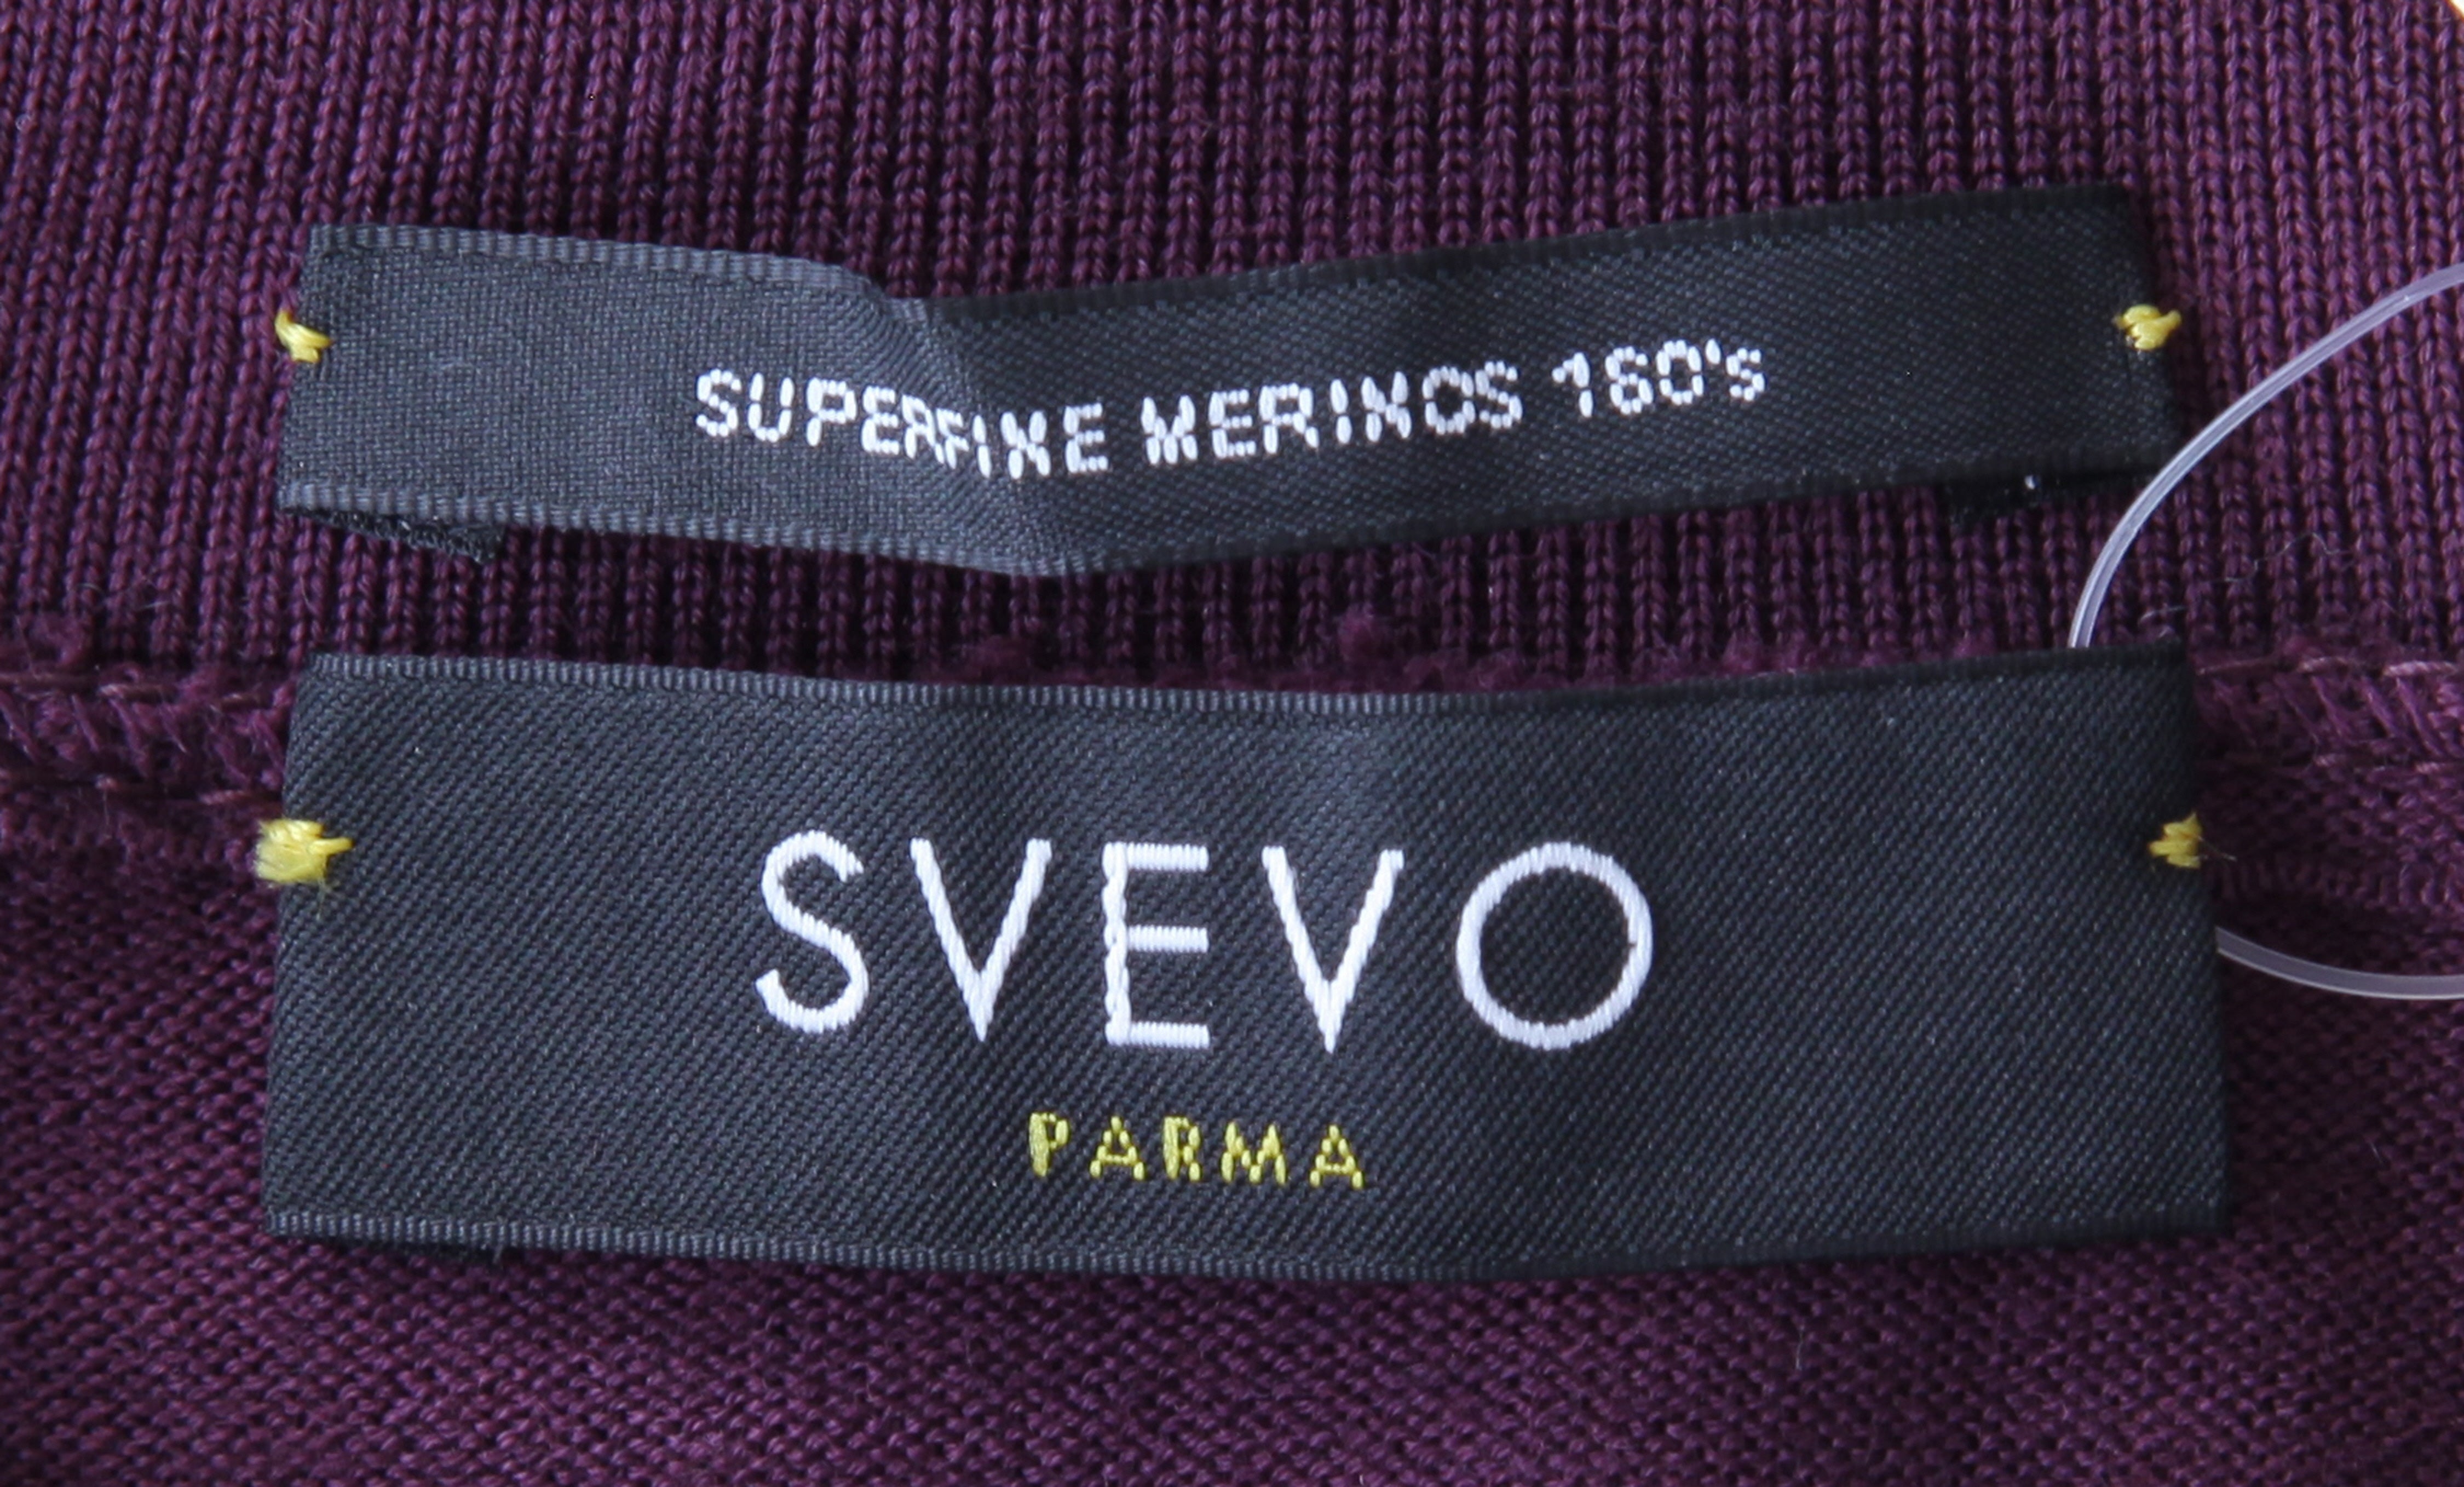 SUPERFINE MERINOS 160's
SVEVO
PARMA